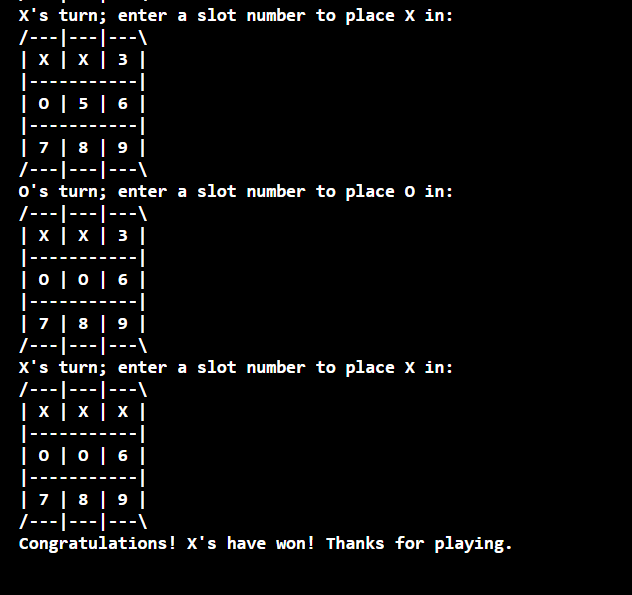 X's turn; enter a slot number to place X in:
/---|---|---\
| X | X | 3 |
|-----------|
| O | 5 | 6 |
|-----------|
| 7 | 8 | 9 |
/---|---|---\
O's turn; enter a slot number to place O in:
/---|---|---\
| X | X | 3 |
|-----------|
| O | O | 6 |
|-----------|
| 7 | 8 | 9 |
/---|---|---\
X's turn; enter a slot number to place X in:
/---|---|---\
| X | X | X |
|-----------|
| O | O | 6 |
|-----------|
| 7 | 8 | 9 |
/---|---|---\
Congratulations! X's have won! Thanks for playing.